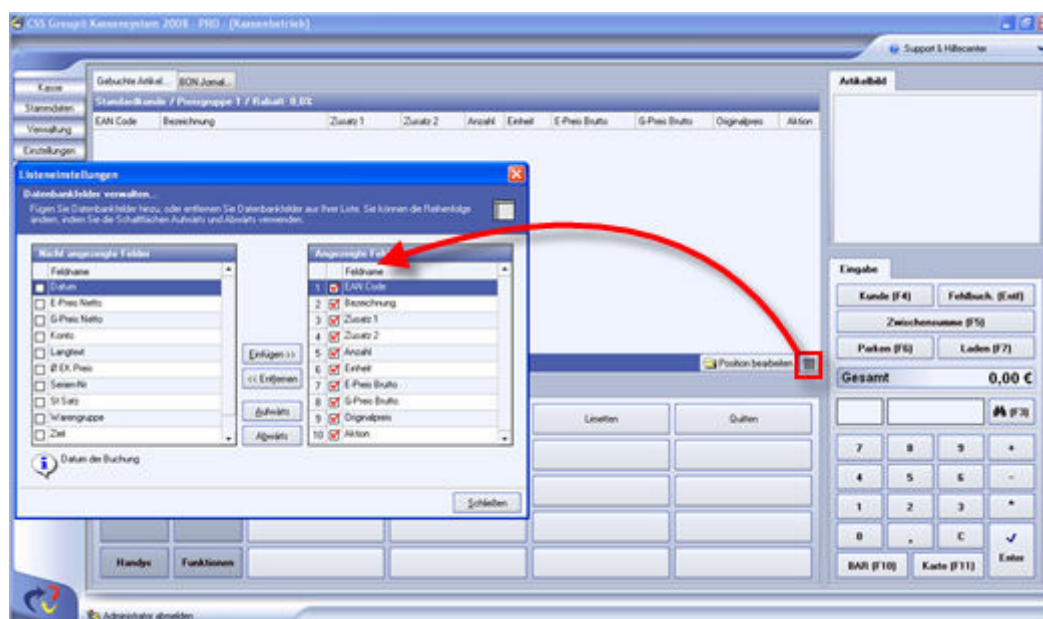 CSS Group® Kassensystem 2008 - PRO - [Kassenbetrieb]
Support & Hilfecenter
Kasse
Stammdaten
Verwaltung
Einstellungen
Gebuchte Artikel... BON Jornal...
Standardkunde / Preisgruppe 1 / Rabatt 0,0%
EAN Code Bezeichnung Zusatz 1 Zusatz 2 Anzahl Einheit E-Preis Brutto G-Preis Brutto Originalpreis Aktion
Artikelbild
Listeneinstellungen
Datenbankfelder verwalten...
Fügen Sie Datenbankfelder hinzu, oder entfernen Sie Datenbankfelder aus Ihrer Liste. Sie können die Reihenfolge
ändern, indem Sie die Schaltflächen Aufwärts und Abwärts verwenden.
Nicht angezeigte Felder
Feldname
Datum
E-Preis Netto
G-Preis Netto
Konto
Langtext
Ø EK Preis
Serien-Nr
St Satz
Warengruppe
Zeit
Einfügen >>
<< Entfernen
Aufwärts
Abwärts
Angezeigte Fel
Feldname
1 EAN Code
2 Bezeichnung
3 Zusatz 1
4 Zusatz 2
5 Anzahl
6 Einheit
7 E-Preis Brutto
8 G-Preis Brutto
9 Originalpreis
10 Aktion
Datum der Buchung
Schließen
Position bearbeiten
Quitten
Handys Funktionen
Eingabe
Kunde (F4) Fehlbuch. (Entf)
Zwischensumme (F5)
Parken (F6) Laden (F7)
Gesamt 0,00 €
(F3)
7 8 9 +
4 5 6 -
1 2 3 *
0 , C
Enter
BAR (F10) Karte (F11)
Administrator abmelden